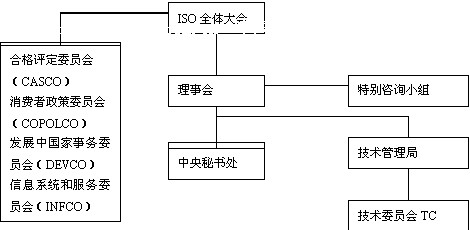 ISO 全体大会
合格评定委员会
（CASCO）
消费者政策委员会
（COPOLCO）
发展中国家事务委
员会（DEVCO）
信息系统和服务委
员会（INFCO）
理事会
特别咨询小组
中央秘书处
技术管理局
技术委员会 TC